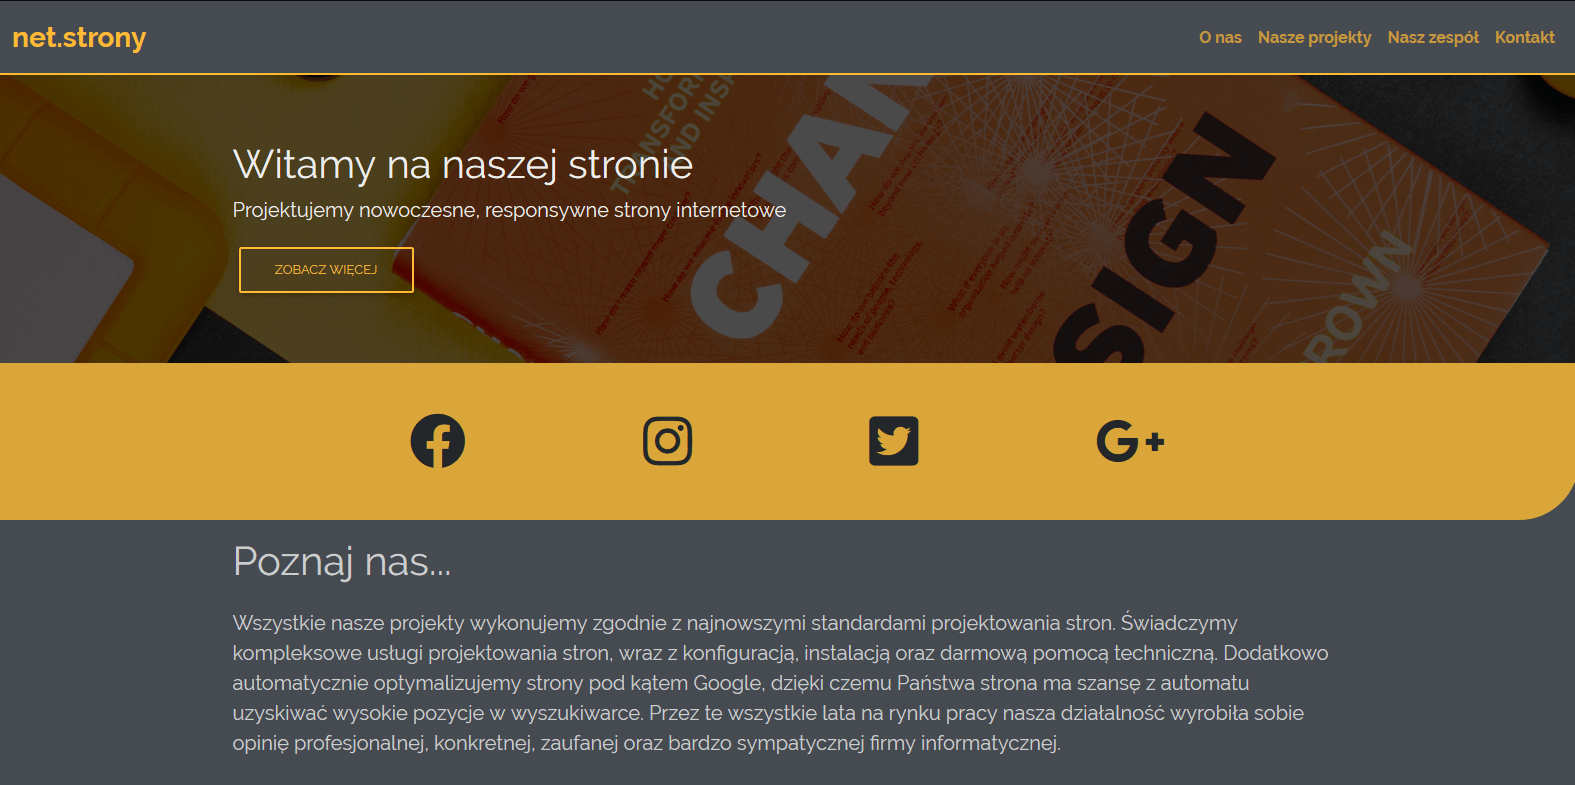 net.strony
O nas Nasze projekty Nasz zespół Kontakt
Witamy na naszej stronie
Projektujemy nowoczesne, responsywne strony internetowe
ZOBACZ WIĘCEJ
CHAN
SIGN
ROWN
Poznaj nas...
Wszystkie nasze projekty wykonujemy zgodnie z najnowszymi standardami projektowania stron. Świadczymy
kompleksowe usługi projektowania stron, wraz z konfiguracją, instalacją oraz darmową pomocą techniczną. Dodatkowo
automatycznie optymalizujemy strony pod kątem Google, dzięki czemu Państwa strona ma szansę z automatu
uzyskiwać wysokie pozycje w wyszukiwarce. Przez te wszystkie lata na rynku pracy nasza działalność wyrobiła sobie
opinię profesjonalnej, konkretnej, zaufanej oraz bardzo sympatycznej firmy informatycznej.